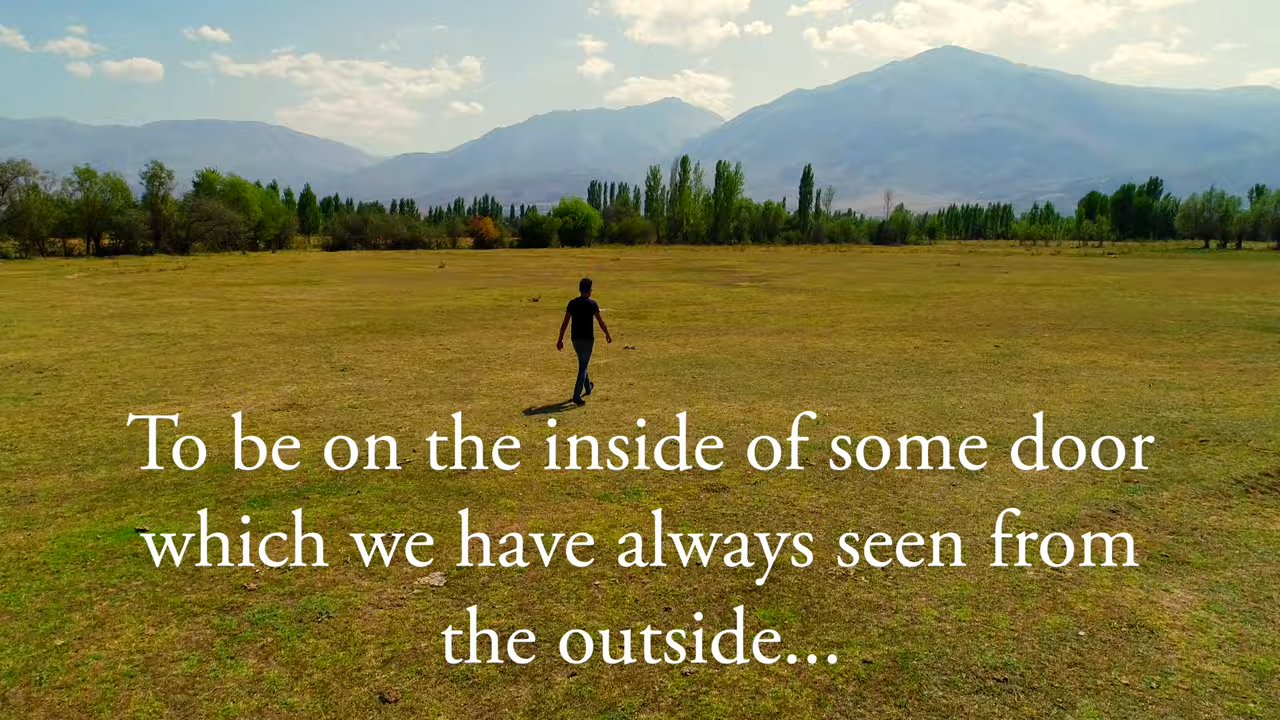 To be on the inside of some door
which we have always seen from
the outside...